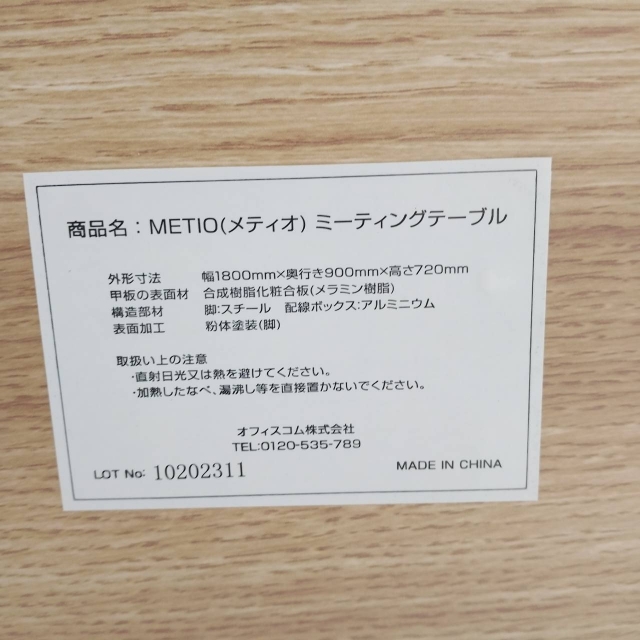 商品名：METIO(メティオ) ミーティングテーブル
外形寸法 幅1800mm×奥行き900mm×高さ720mm
甲板の表面材 合成樹脂化粧合板(メラミン樹脂)
構造部材 脚:スチール 配線ボックス:アルミニウム
表面加工 粉体塗装(脚)
取扱い上の注意
・直射日光又は熱を避けてください。
・加熱したなべ、湯沸し等を直接置かないでください。
オフィスコム株式会社
TEL:0120-535-789
LOT No: 10202311 MADE IN CHINA